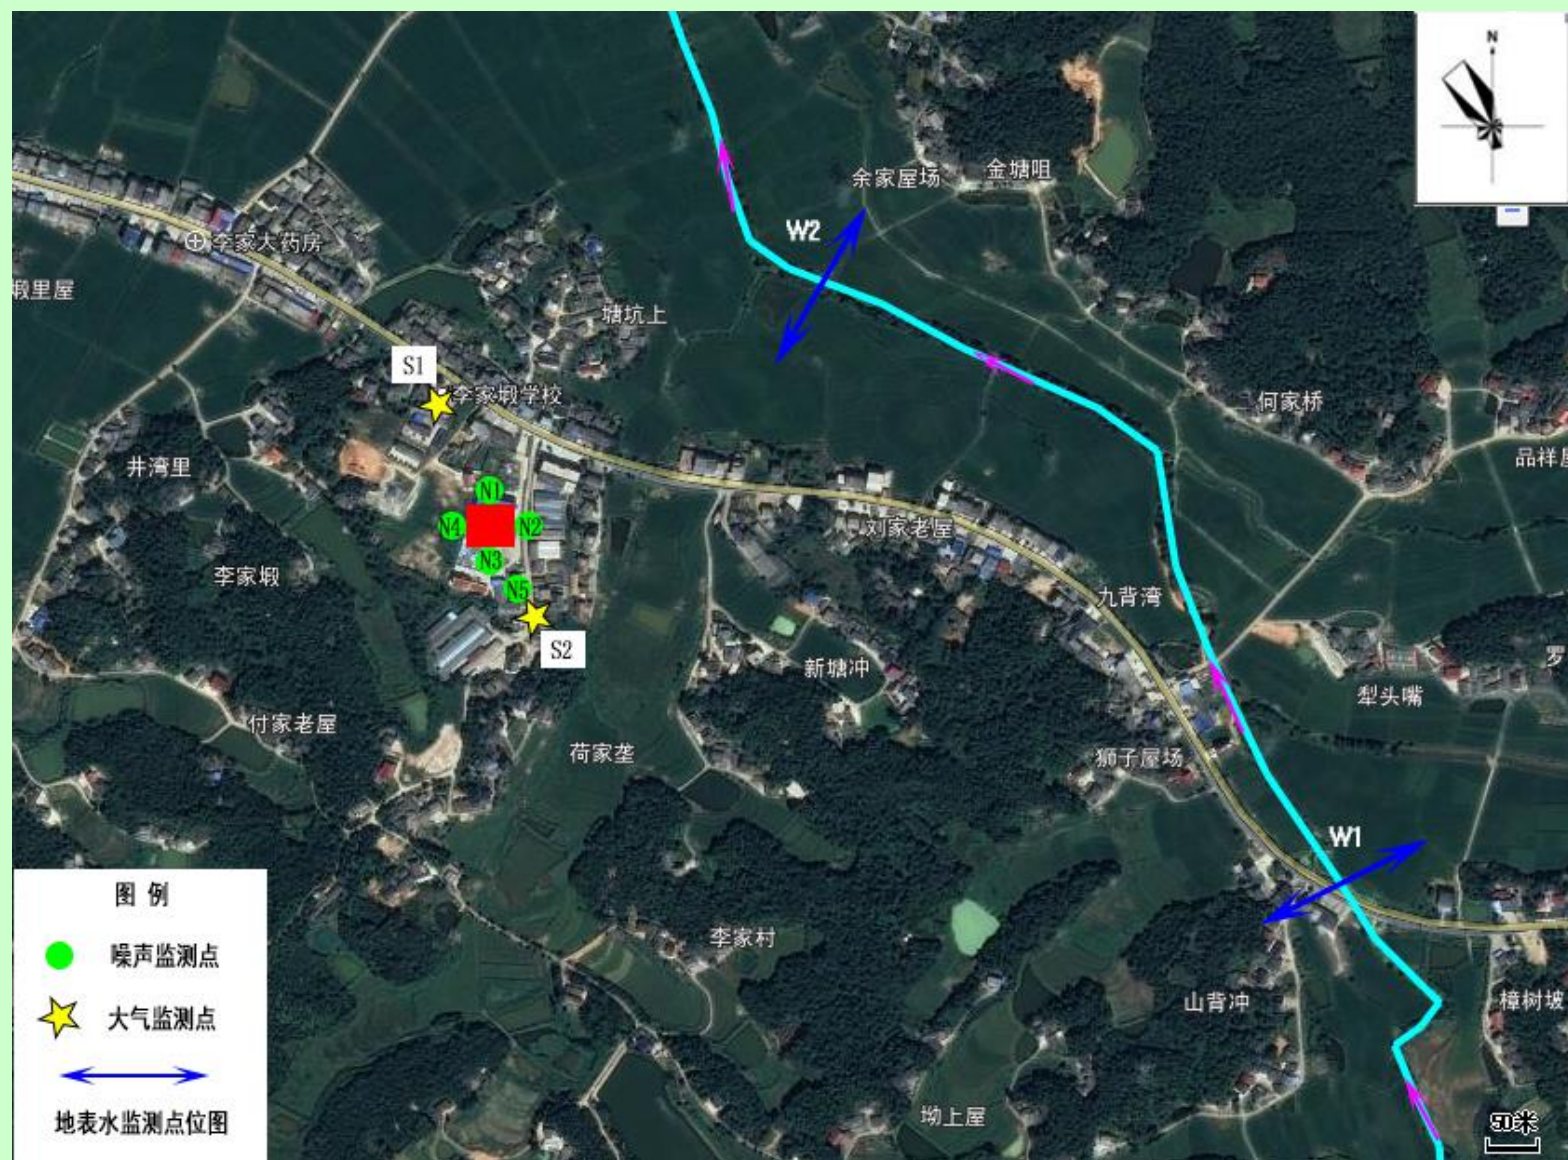 N
余家屋场
金塘咀
W2
李家大药房
塅里屋
塘坑上
S1
李家塅学校
何家桥
井湾里
品祥屋
N1
N4
N2
刘家老屋
N3
李家塅
N5
九背湾
S2
新塘冲
罗
犁头嘴
付家老屋
荷家垄
狮子屋场
W1
图 例
李家村
噪声监测点
山背冲
樟树坡
大气监测点
坳上屋
地表水监测点位图
50米